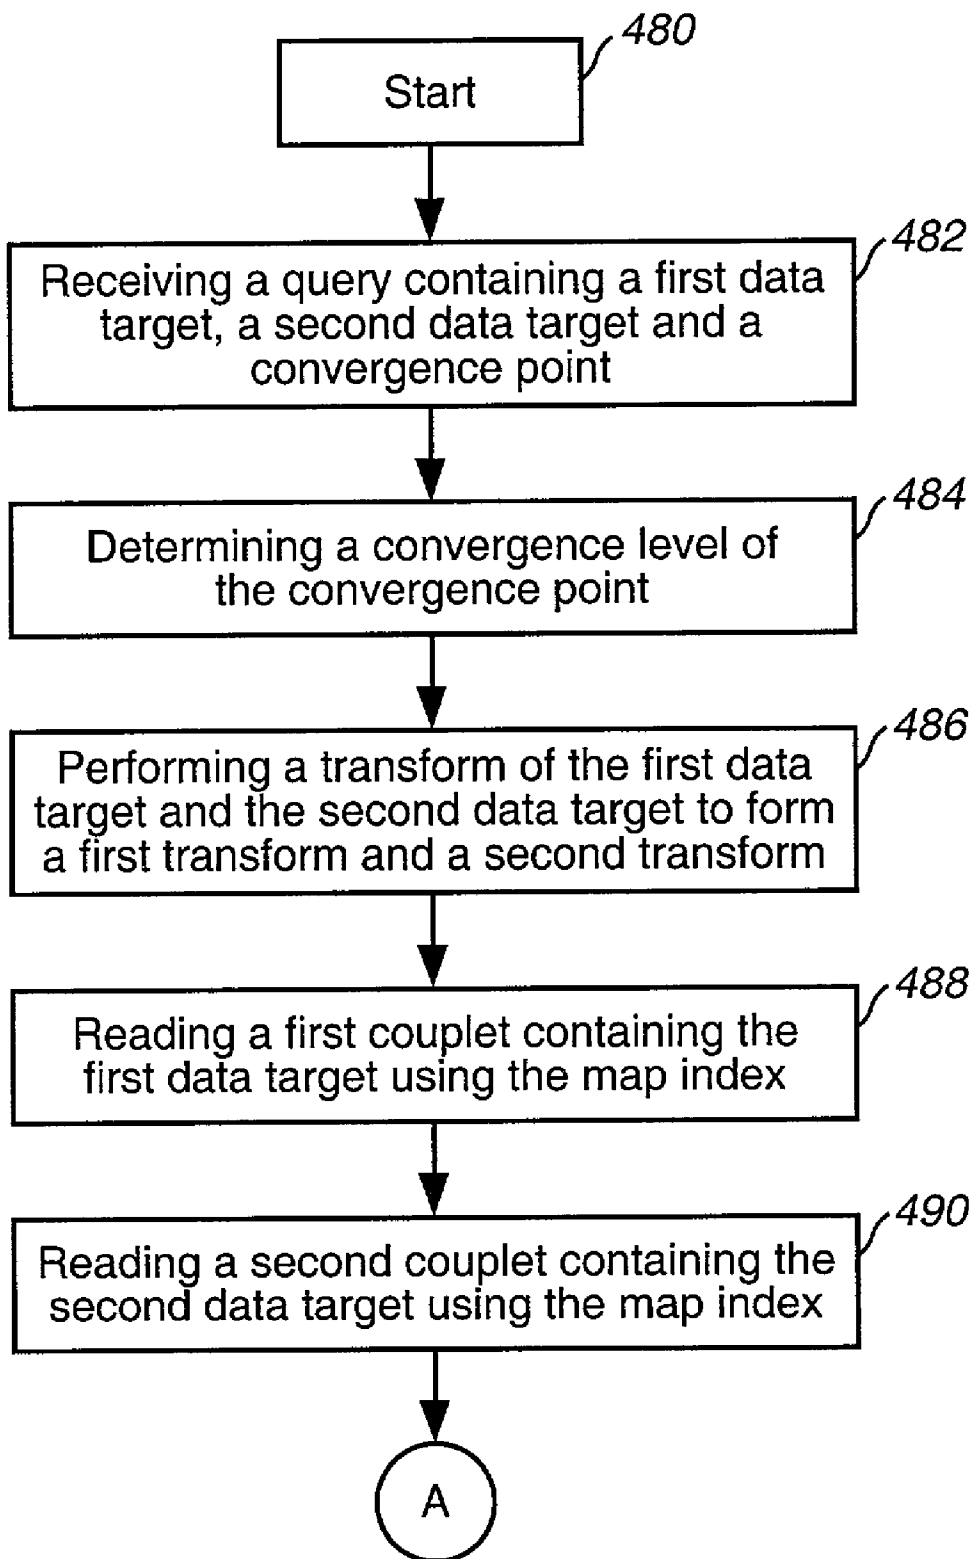 480
Start
482
Receiving a query containing a first data
target, a second data target and a
convergence point
484
Determining a convergence level of
the convergence point
486
Performing a transform of the first data
target and the second data target to form
a first transform and a second transform
488
Reading a first couplet containing the
first data target using the map index
490
Reading a second couplet containing the
second data target using the map index
A